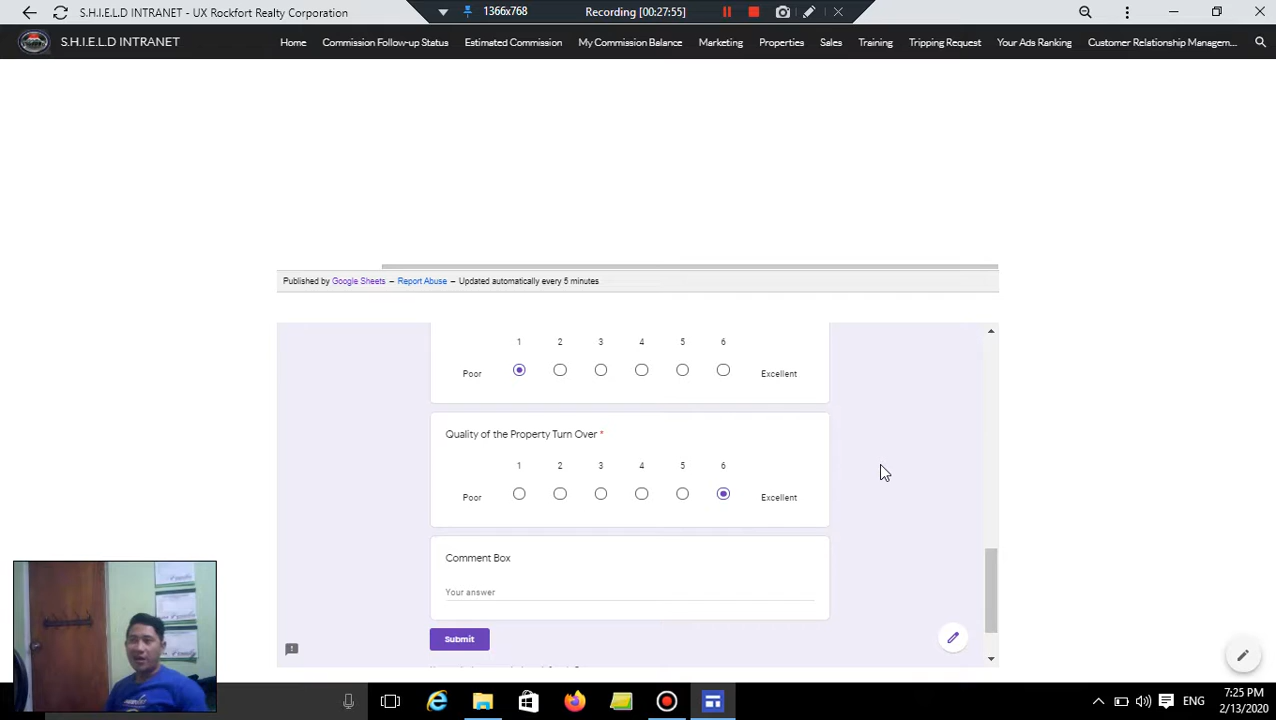 S.H.I.E.L.D INTRANET - UX Rockfort Realty Corporation
1366x768
Recording [00:27:55]
S.H.I.E.L.D INTRANET
Home
Commission Follow-up Status
Estimated Commission
My Commission Balance
Marketing
Properties
Sales
Training
Tripping Request
Your Ads Ranking
Customer Relationship Managem...
Published by Google Sheets – Report Abuse – Updated automatically every 5 minutes
1 2 3 4 5 6
Poor Excellent
Quality of the Property Turn Over *
1 2 3 4 5 6
Poor Excellent
Comment Box
Your answer
Submit
ENG
7:25 PM
2/13/2020